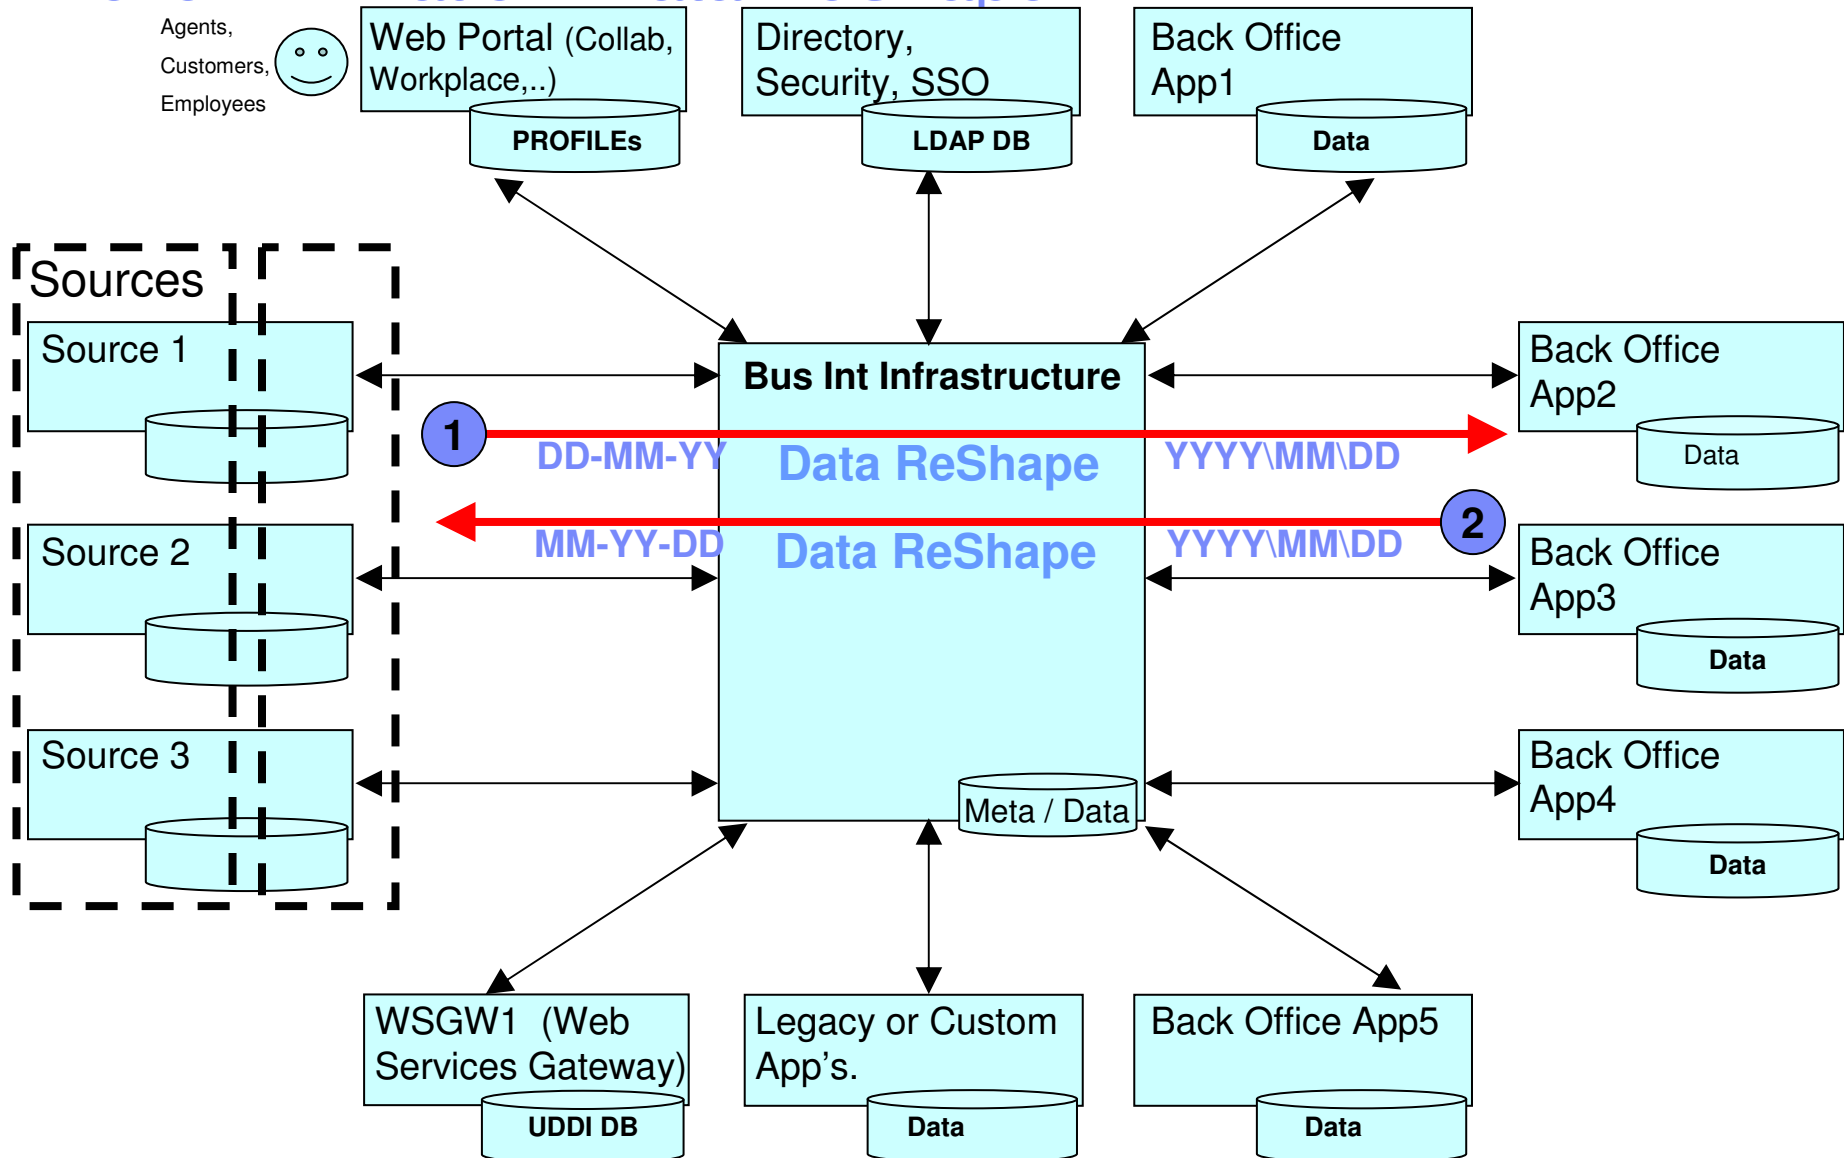 Agents,
Customers,
Employees
Web Portal (Collab,
Workplace,..)
PROFILEs
Directory,
Security, SSO
LDAP DB
Back Office
App1
Data
Sources
Source 1
Source 2
Source 3
Bus Int Infrastructure
1
DD-MM-YY
Data ReShape
YYYY\MM\DD
MM-YY-DD
Data ReShape
YYYY\MM\DD
2
Meta / Data
Back Office
App2
Data
Back Office
App3
Data
Back Office
App4
Data
WSGW1 (Web
Services Gateway)
UDDI DB
Legacy or Custom
App's.
Data
Back Office App5
Data